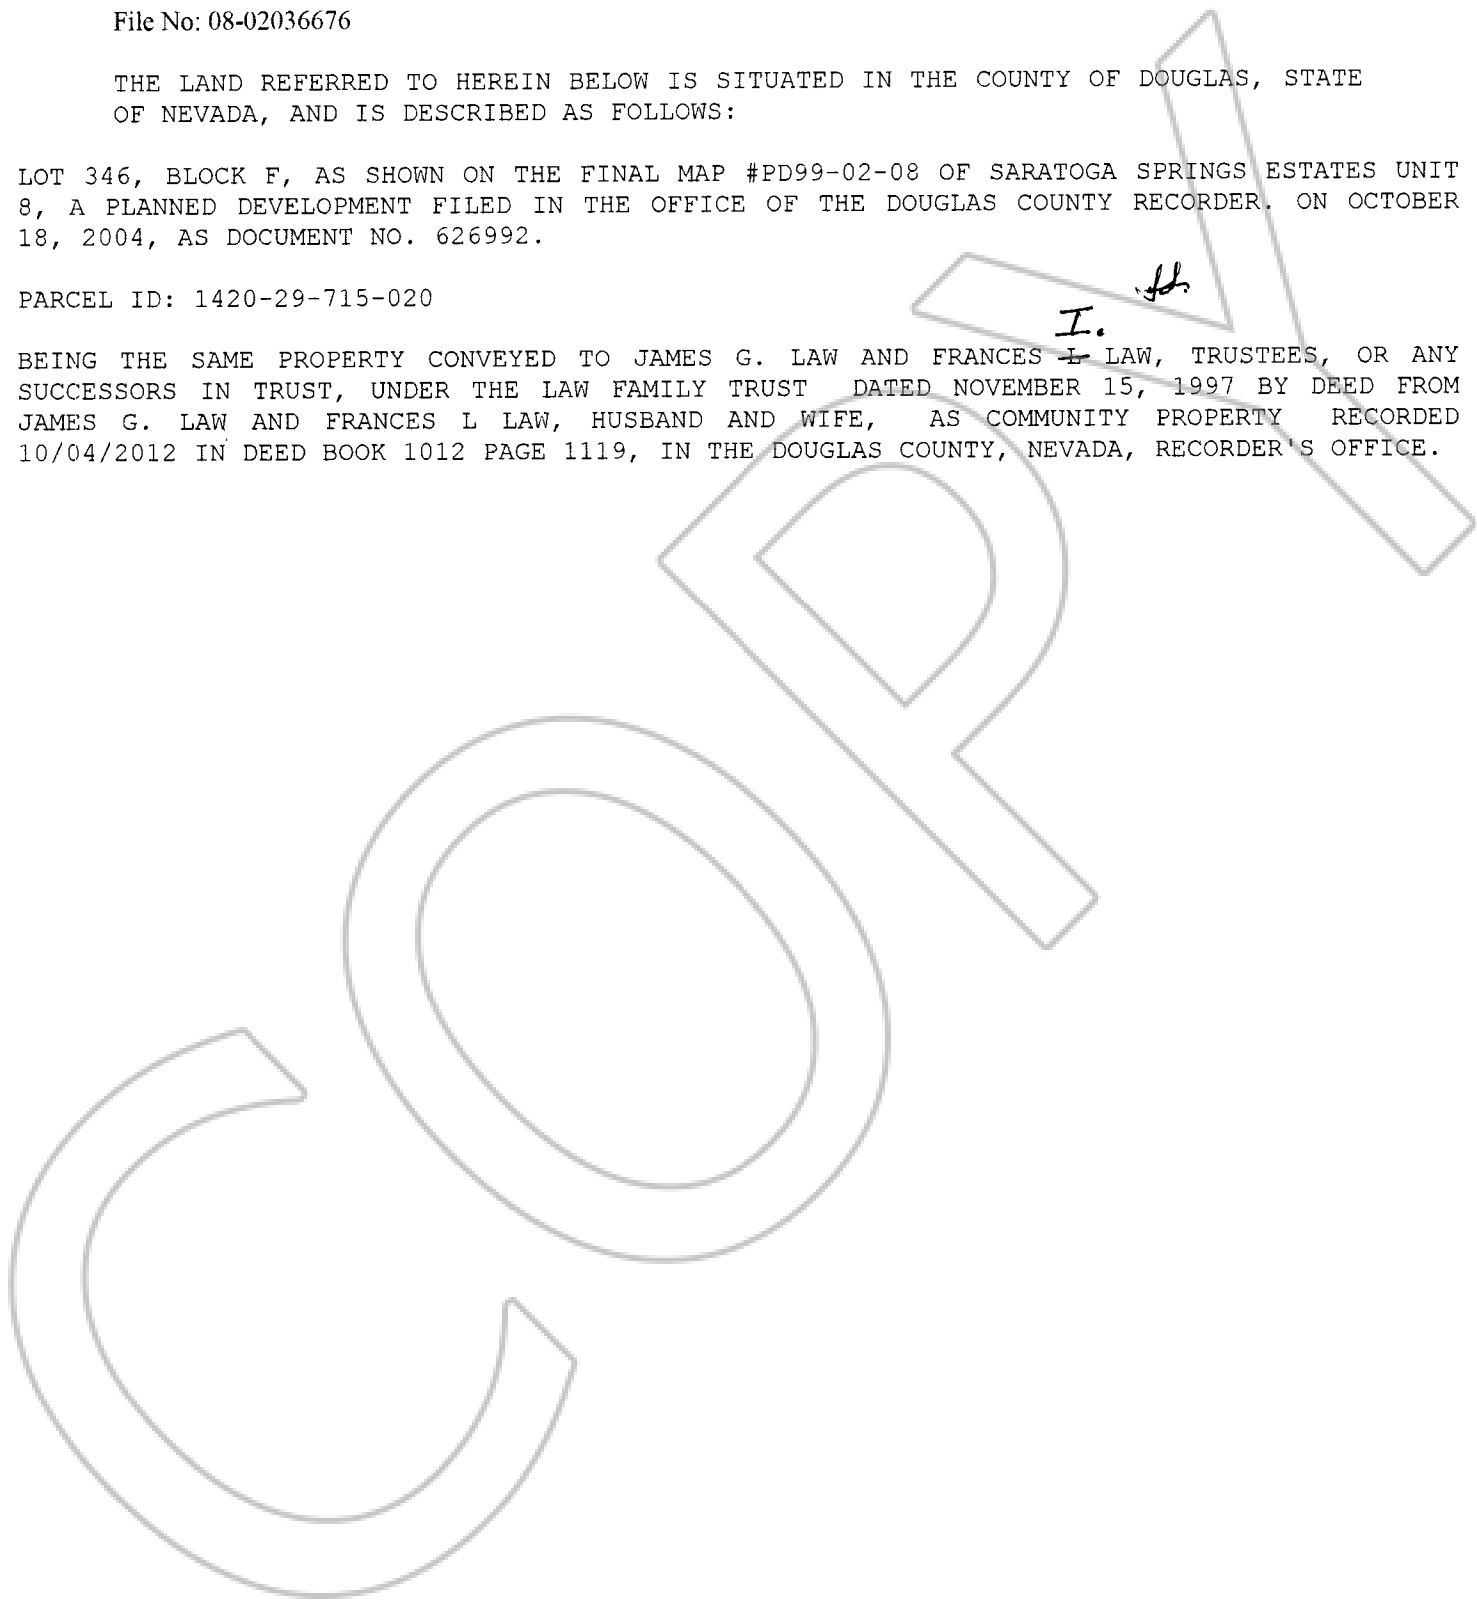 File No: 08-02036676
THE LAND REFERRED TO HEREIN BELOW IS SITUATED IN THE COUNTY OF DOUGLAS, STATE
OF NEVADA, AND IS DESCRIBED AS FOLLOWS:
LOT 346, BLOCK F, AS SHOWN ON THE FINAL MAP #PD99-02-08 OF SARATOGA SPRINGS ESTATES UNIT
8, A PLANNED DEVELOPMENT FILED IN THE OFFICE OF THE DOUGLAS COUNTY RECORDER. ON OCTOBER
18, 2004, AS DOCUMENT NO. 626992.
PARCEL ID: 1420-29-715-020
I.
BEING THE SAME PROPERTY CONVEYED TO JAMES G. LAW AND FRANCES L LAW, TRUSTEES, OR ANY
SUCCESSORS IN TRUST, UNDER THE LAW FAMILY TRUST DATED NOVEMBER 15, 1997 BY DEED FROM
JAMES G. LAW AND FRANCES L LAW, HUSBAND AND WIFE, AS COMMUNITY PROPERTY RECORDED
10/04/2012 IN DEED BOOK 1012 PAGE 1119, IN THE DOUGLAS COUNTY, NEVADA, RECORDER'S OFFICE.
COPY